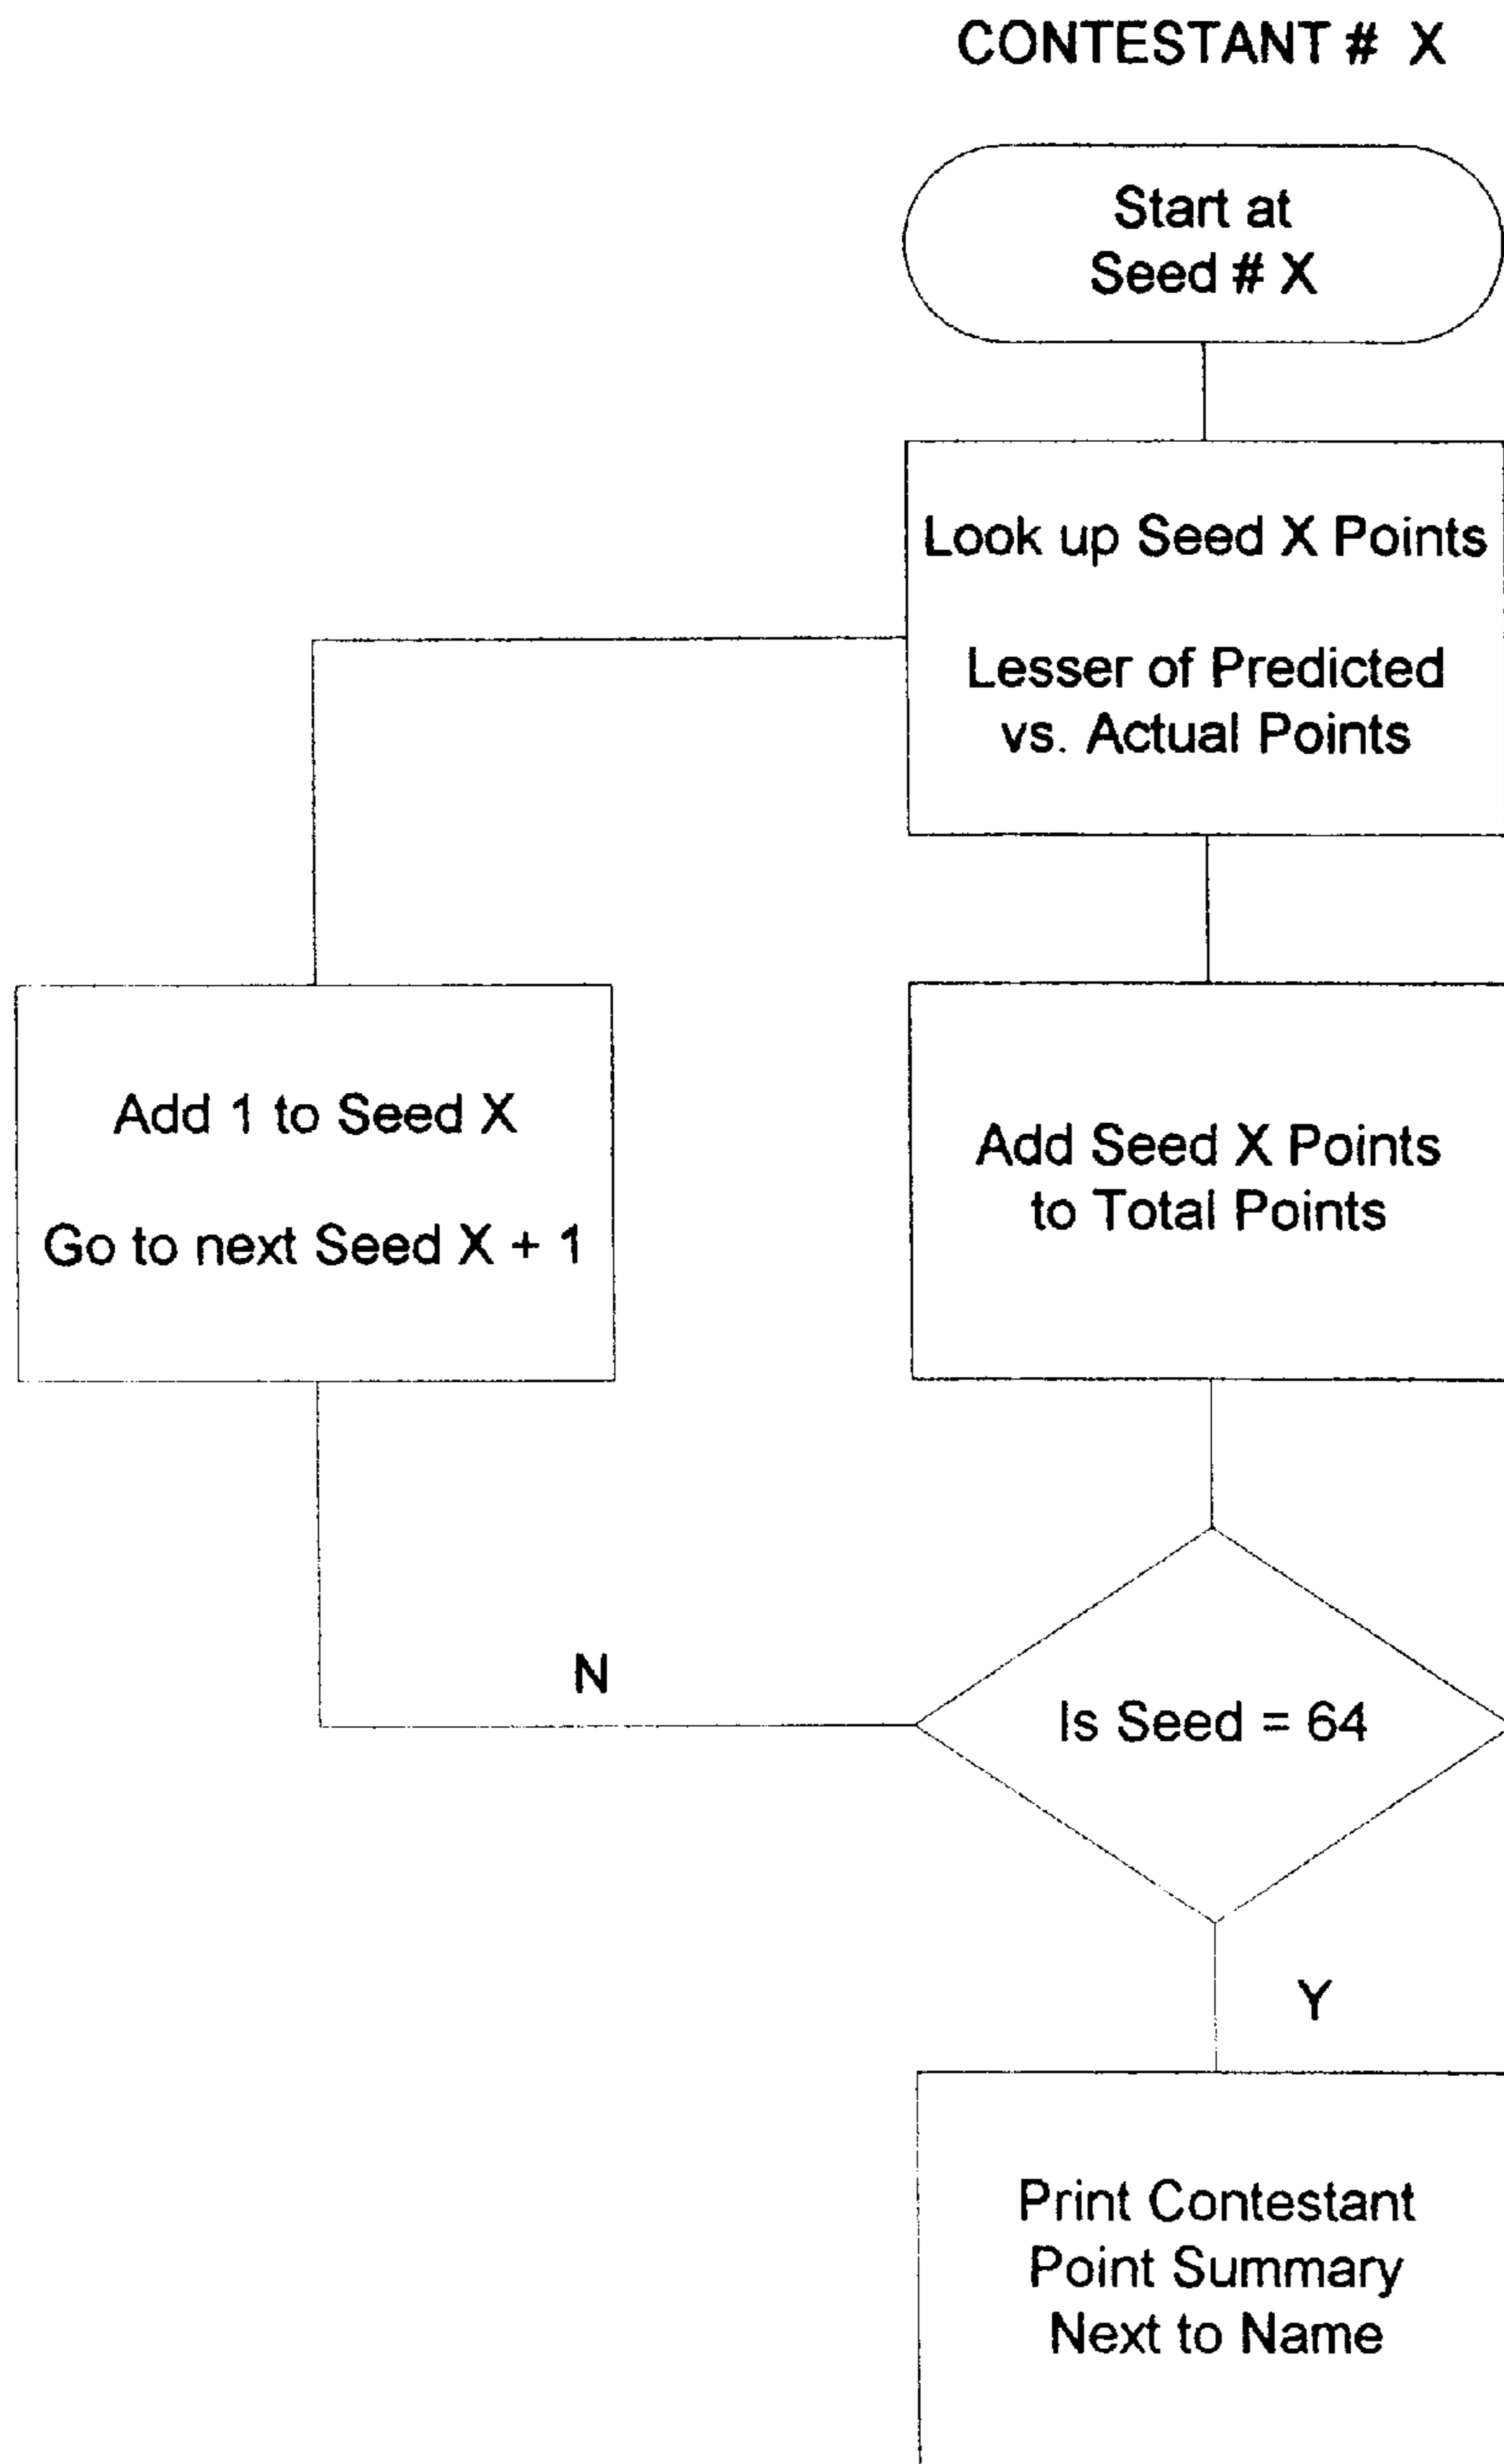 CONTESTANT # X
Start at
Seed # X
Look up Seed X Points
Lesser of Predicted
vs. Actual Points
Add 1 to Seed X
Go to next Seed X + 1
Add Seed X Points
to Total Points
N
Is Seed = 64
Y
Print Contestant
Point Summary
Next to Name